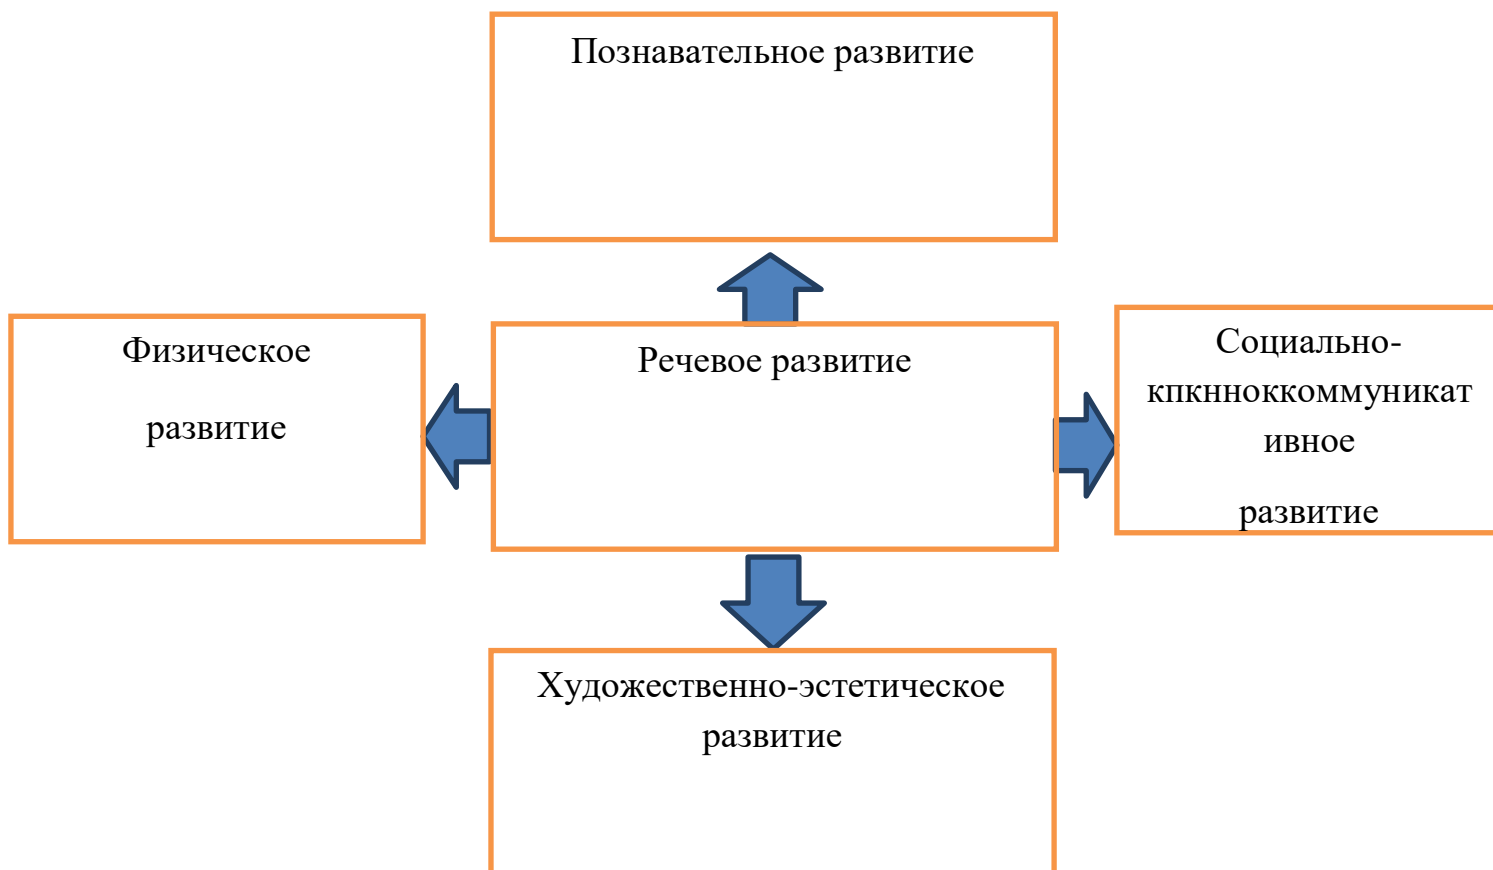 Познавательное развитие
Физическое
развитие
Речевое развитие
Социально-
кпкнноккоммуникат
ивное
развитие
Художественно-эстетическое
развитие